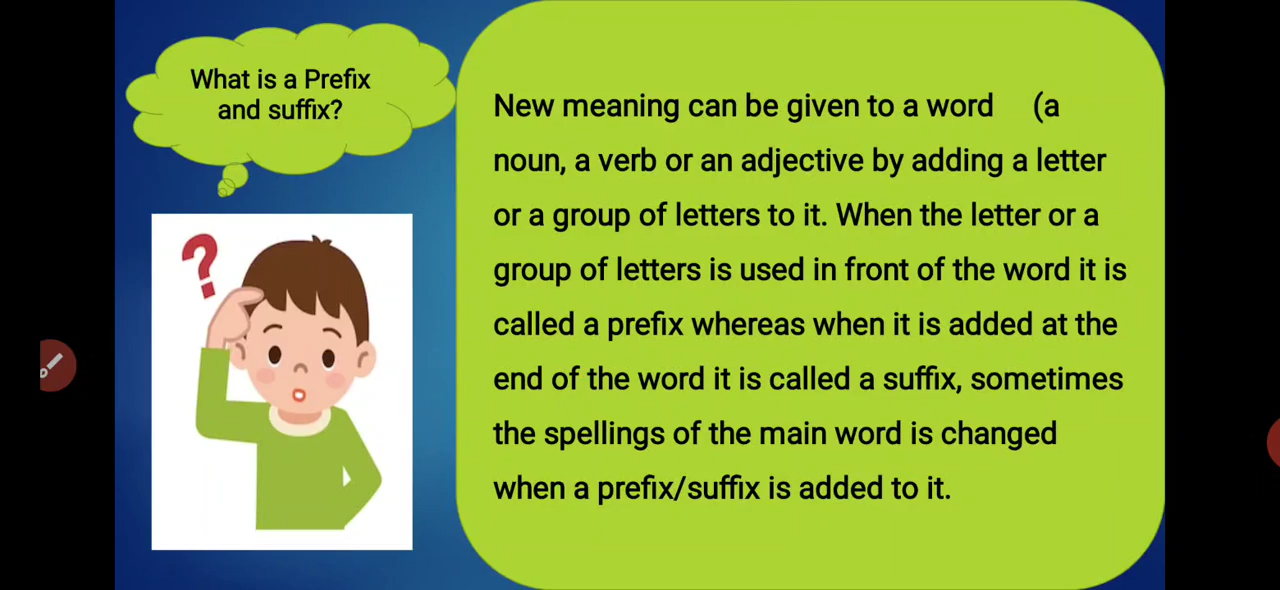 What is a Prefix
and suffix?
New meaning can be given to a word (a
noun, a verb or an adjective by adding a letter
or a group of letters to it. When the letter or a
group of letters is used in front of the word it is
called a prefix whereas when it is added at the
end of the word it is called a suffix, sometimes
the spellings of the main word is changed
when a prefix/suffix is added to it.
?